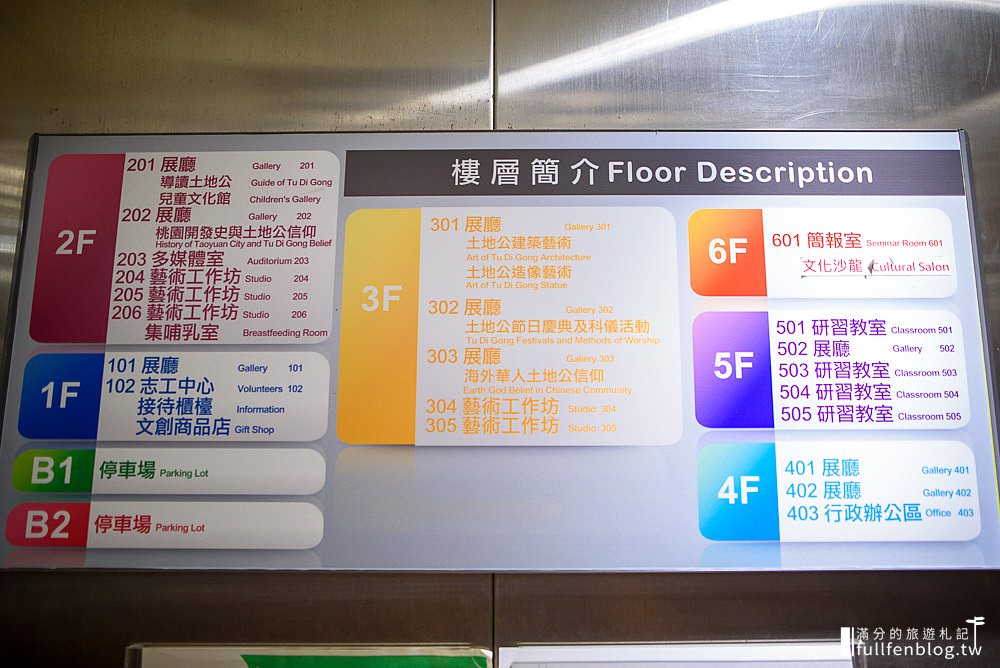 樓層簡介 Floor Description
2F
201 展廳 Gallery 201
導讀土地公 Guide of Tu Di Gong
兒童文化館 Children's Gallery
202 展廳 Gallery 202
桃園開發史與土地公信仰
History of Taoyuan City and Tu Di Gong Belief
203 多媒體室 Auditorium 203
204 藝術工作坊 Studio 204
205 藝術工作坊 Studio 205
206 藝術工作坊 Studio 206
集哺乳室 Breastfeeding Room
1F
101 展廳 Gallery 101
102 志工中心 Volunteers 102
接待櫃檯 Information
文創商品店 Gift Shop
B1
停車場 Parking Lot
B2
停車場 Parking Lot
3F
301 展廳 Gallery 301
土地公建築藝術
Art of Tu Di Gong Architecture
土地公造像藝術
Art of Tu Di Gong Statue
302 展廳 Gallery 302
土地公節日慶典及科儀活動
Tu Di Gong Festivals and Methods of Worship
303 展廳 Gallery 303
海外華人土地公信仰
Earth God Belief in Chinese Community
304 藝術工作坊 Studio 304
305 藝術工作坊 Studio 305
6F
601 簡報室 Seminar Room 601
文化沙龍 Cultural Salon
5F
501 研習教室 Classroom 501
502 展廳 Gallery 502
503 研習教室 Classroom 503
504 研習教室 Classroom 504
505 研習教室 Classroom 505
4F
401 展廳 Gallery 401
402 展廳 Gallery 402
403 行政辦公區 Office 403
滿分的旅遊札記
fullfenblog.tw